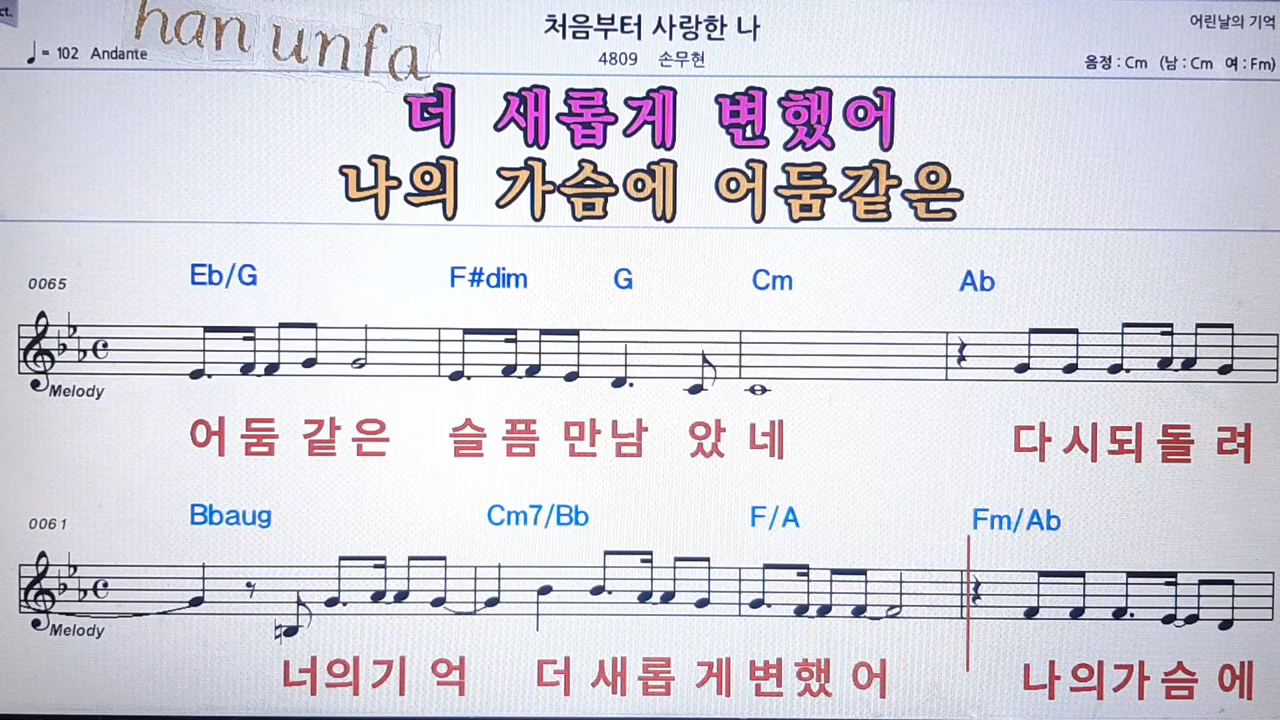 ct.
han unfa
처음부터 사랑한 나
어린날의 기억
♩= 102 Andante
4809 손무현
음정 : Cm (남 : Cm 여 : Fm)
더 새롭게 변했어
나의 가슴에 어둠같은
0065 Eb/G F#dim G Cm Ab
Melody
어둠 같은 슬픔 만남 았네 다시되돌려
0061 Bbaug Cm7/Bb F/A Fm/Ab
Melody
너의기 억 더 새롭 게변했 어 나의가슴 에